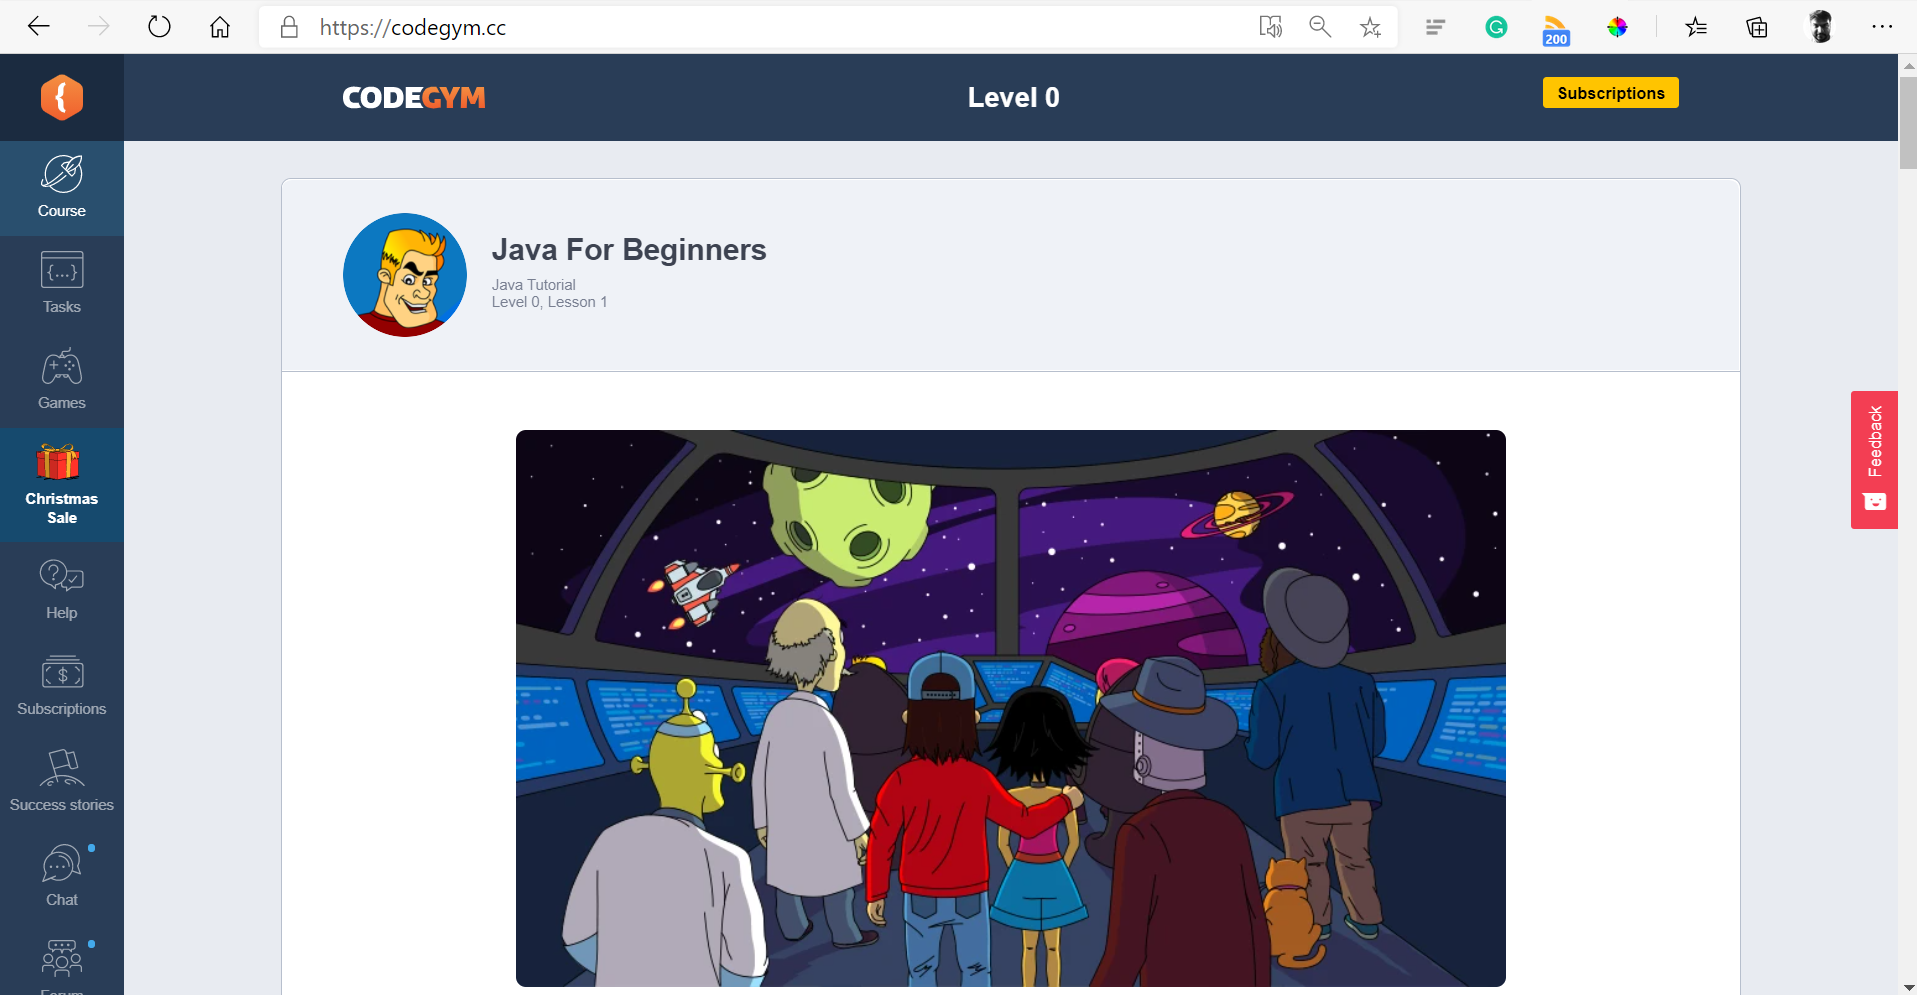 https://codegym.cc
200
CODEGYM
Level 0
Subscriptions
Course
Tasks
Games
Christmas
Sale
Help
Subscriptions
Success stories
Chat
Forum
Java For Beginners
Java Tutorial
Level 0, Lesson 1
Feedback